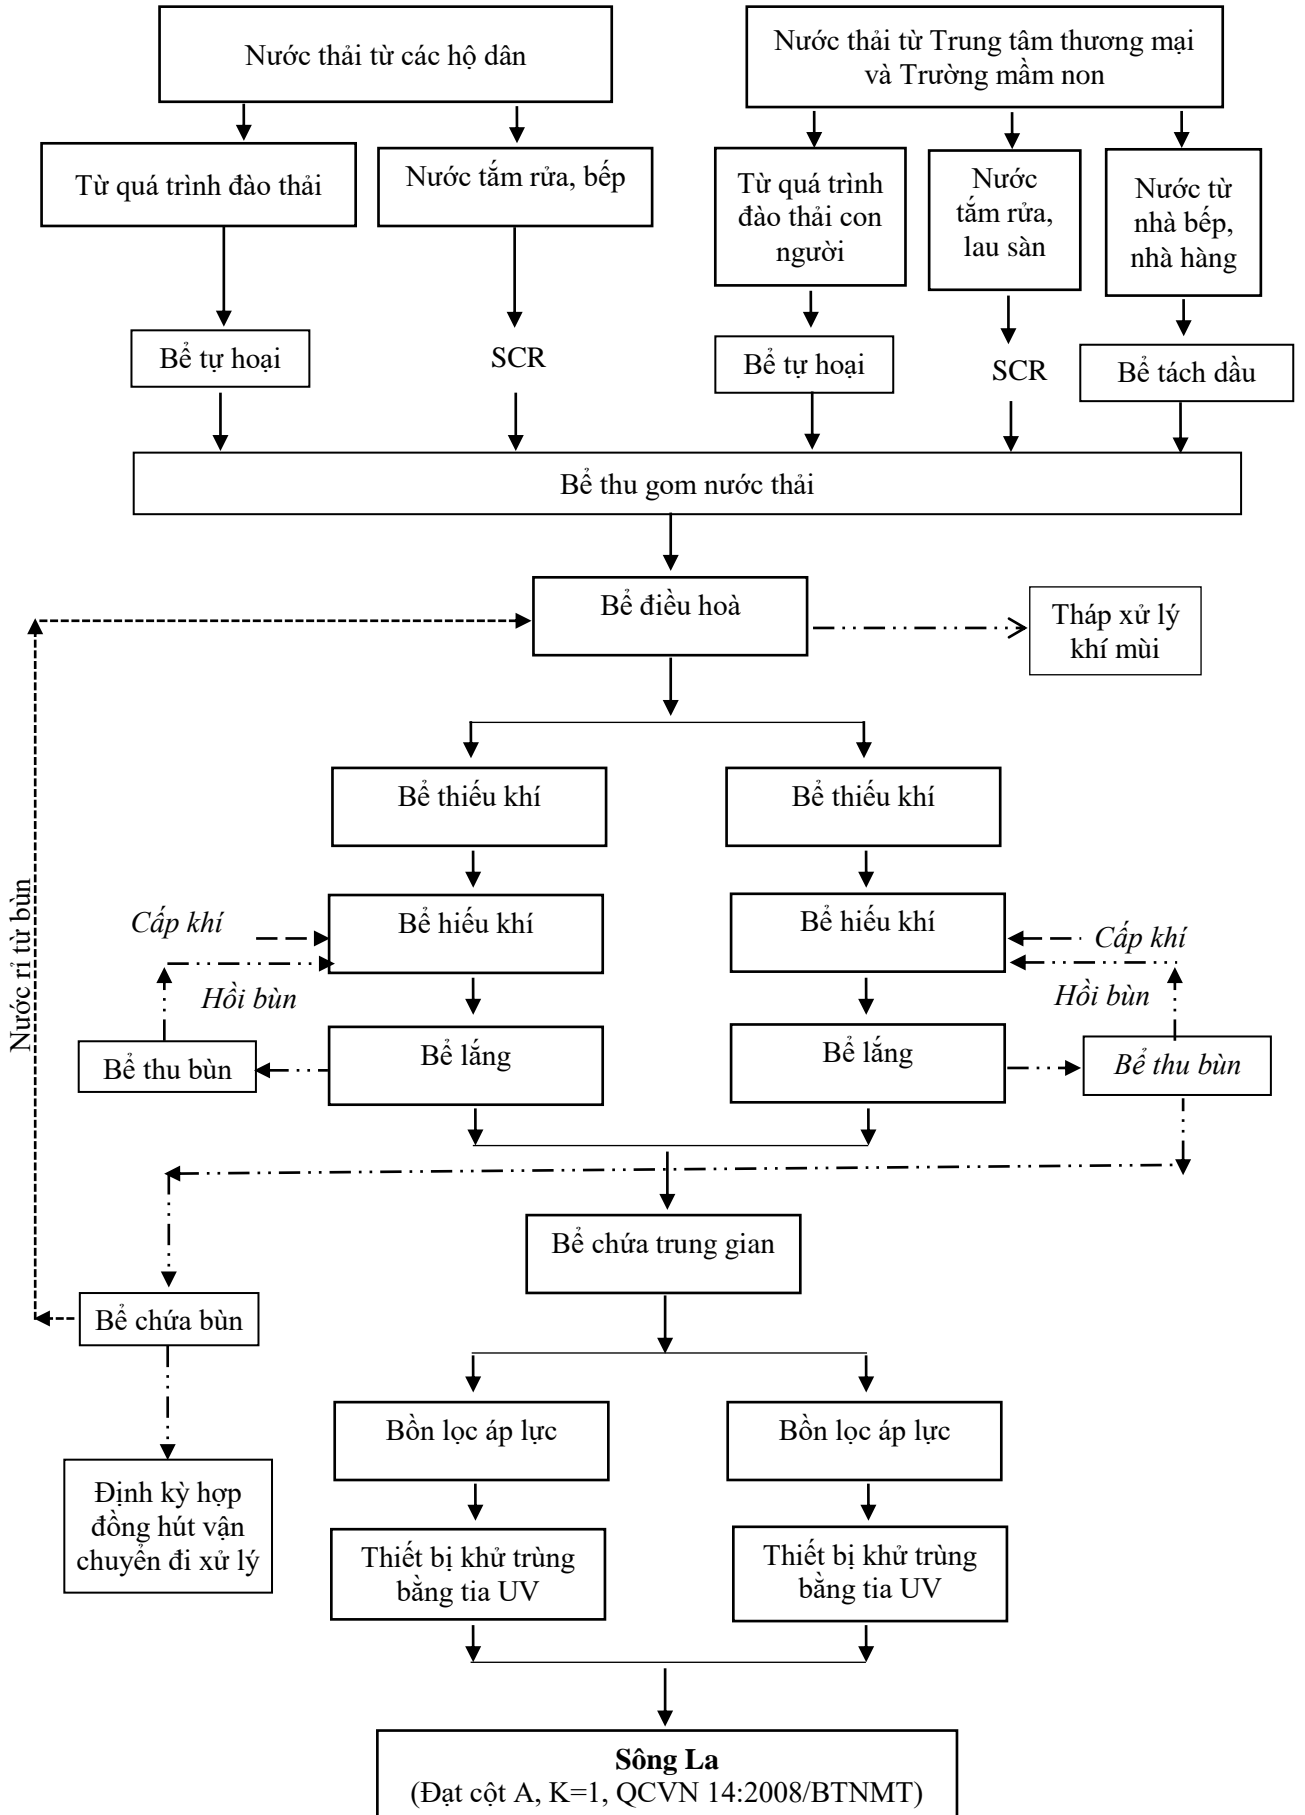 Nước thải từ các hộ dân
Nước thải từ Trung tâm thương mại
và Trường mầm non
Từ quá trình đào thải
Nước tắm rửa, bếp
Từ quá trình
đào thải con
người
Nước
tắm rửa,
lau sàn
Nước từ
nhà bếp,
nhà hàng
Bể tự hoại
SCR
Bể tự hoại
SCR
Bể tách dầu
Bể thu gom nước thải
Bể điều hoà
Tháp xử lý
khí mùi
Bể thiếu khí
Bể thiếu khí
Nước rỉ từ bùn
Cấp khí
Bể hiếu khí
Bể hiếu khí
Cấp khí
Hồi bùn
Hồi bùn
Bể thu bùn
Bể lắng
Bể lắng
Bể thu bùn
Bể chứa trung gian
Bể chứa bùn
Bồn lọc áp lực
Bồn lọc áp lực
Định kỳ hợp
đồng hút vận
chuyển đi xử lý
Thiết bị khử trùng
bằng tia UV
Thiết bị khử trùng
bằng tia UV
Sông La
(Đạt cột A, K=1, QCVN 14:2008/BTNMT)